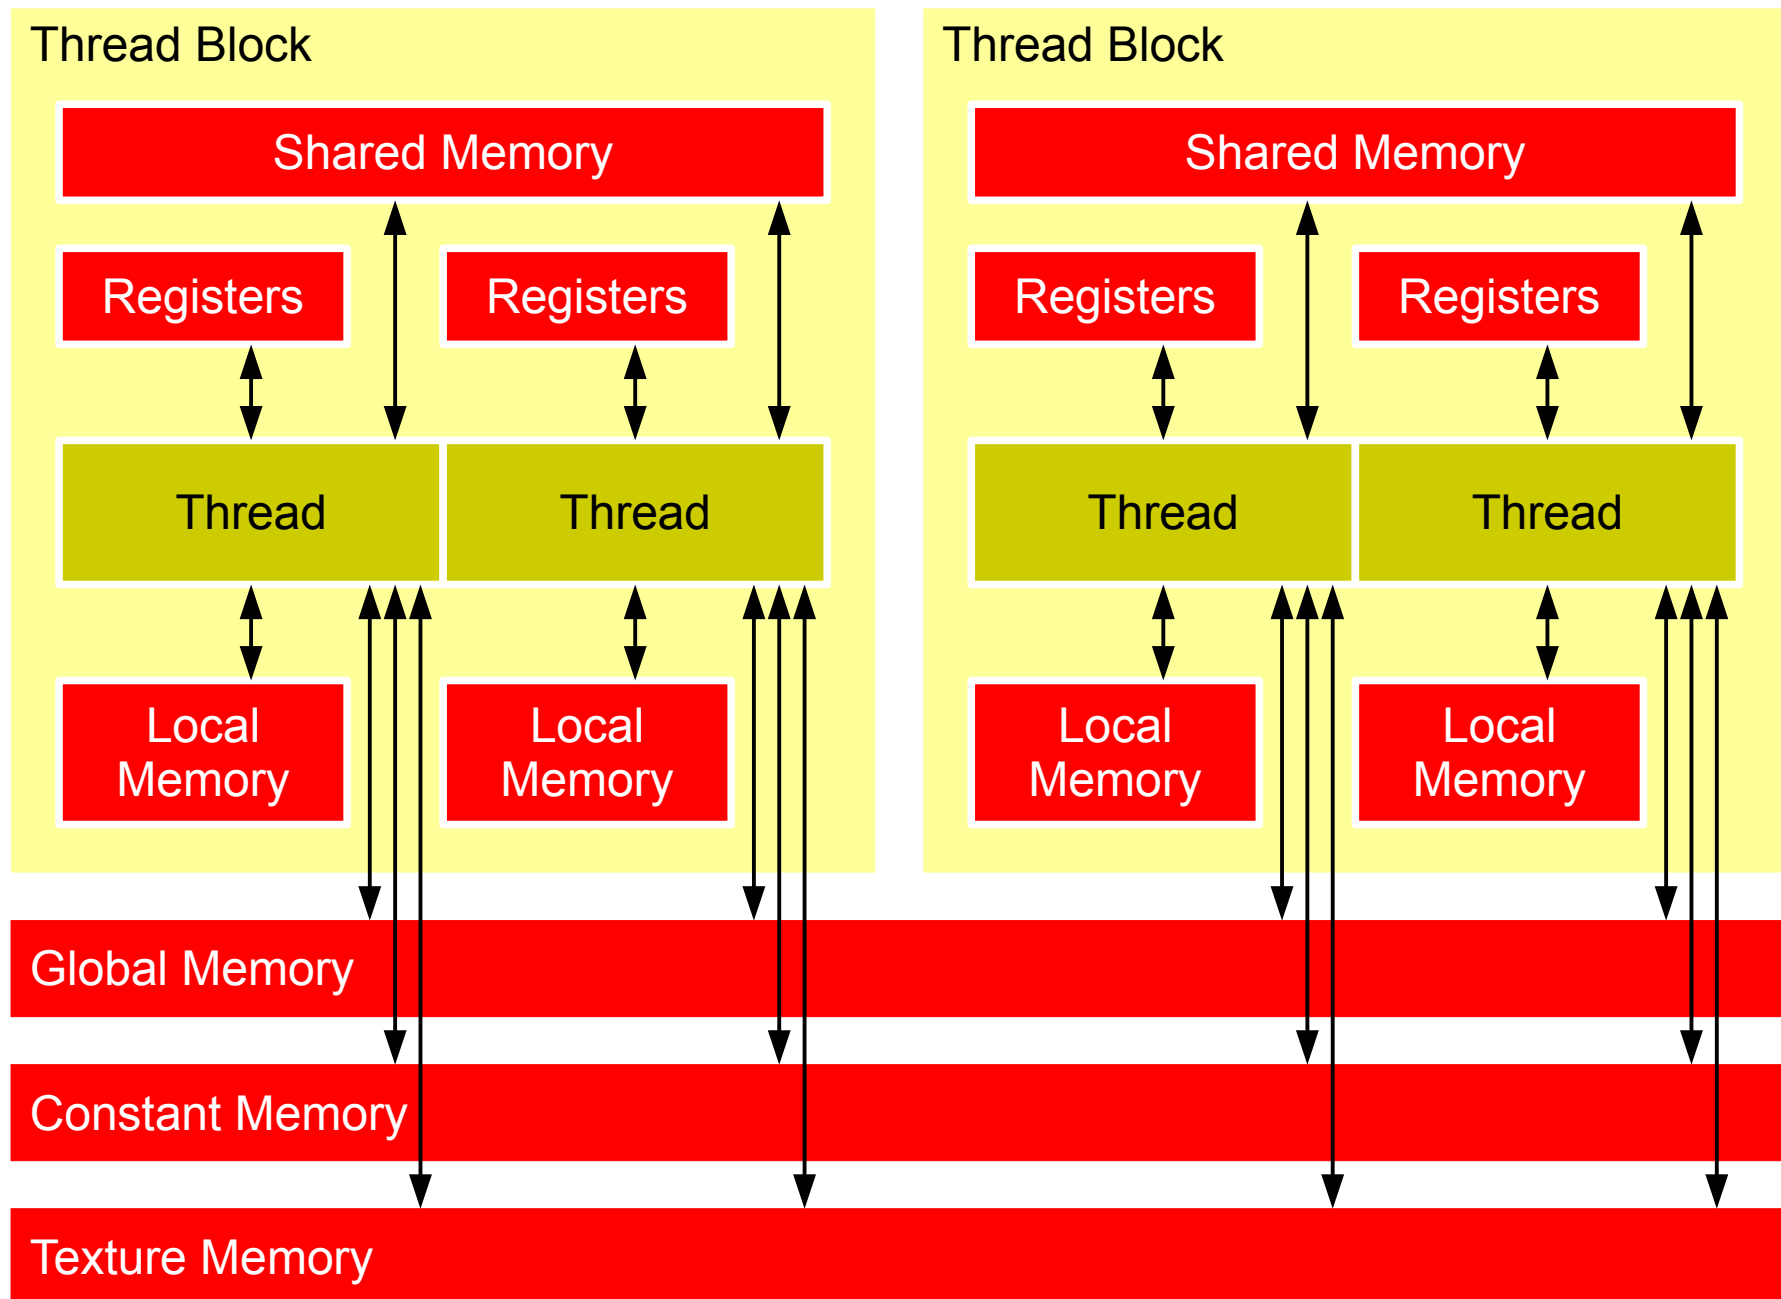 Thread Block
Shared Memory
Registers
Registers
Thread
Thread
Local
Memory
Local
Memory
Thread Block
Shared Memory
Registers
Registers
Thread
Thread
Local
Memory
Local
Memory
Global Memory
Constant Memory
Texture Memory